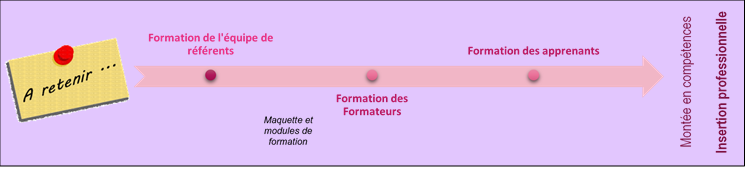 A retenir ...
Formation de l'équipe de
référents
Formation des
Formateurs
Maquette et
modules de
formation
Formation des apprenants
Montée en compétences
Insertion professionnelle